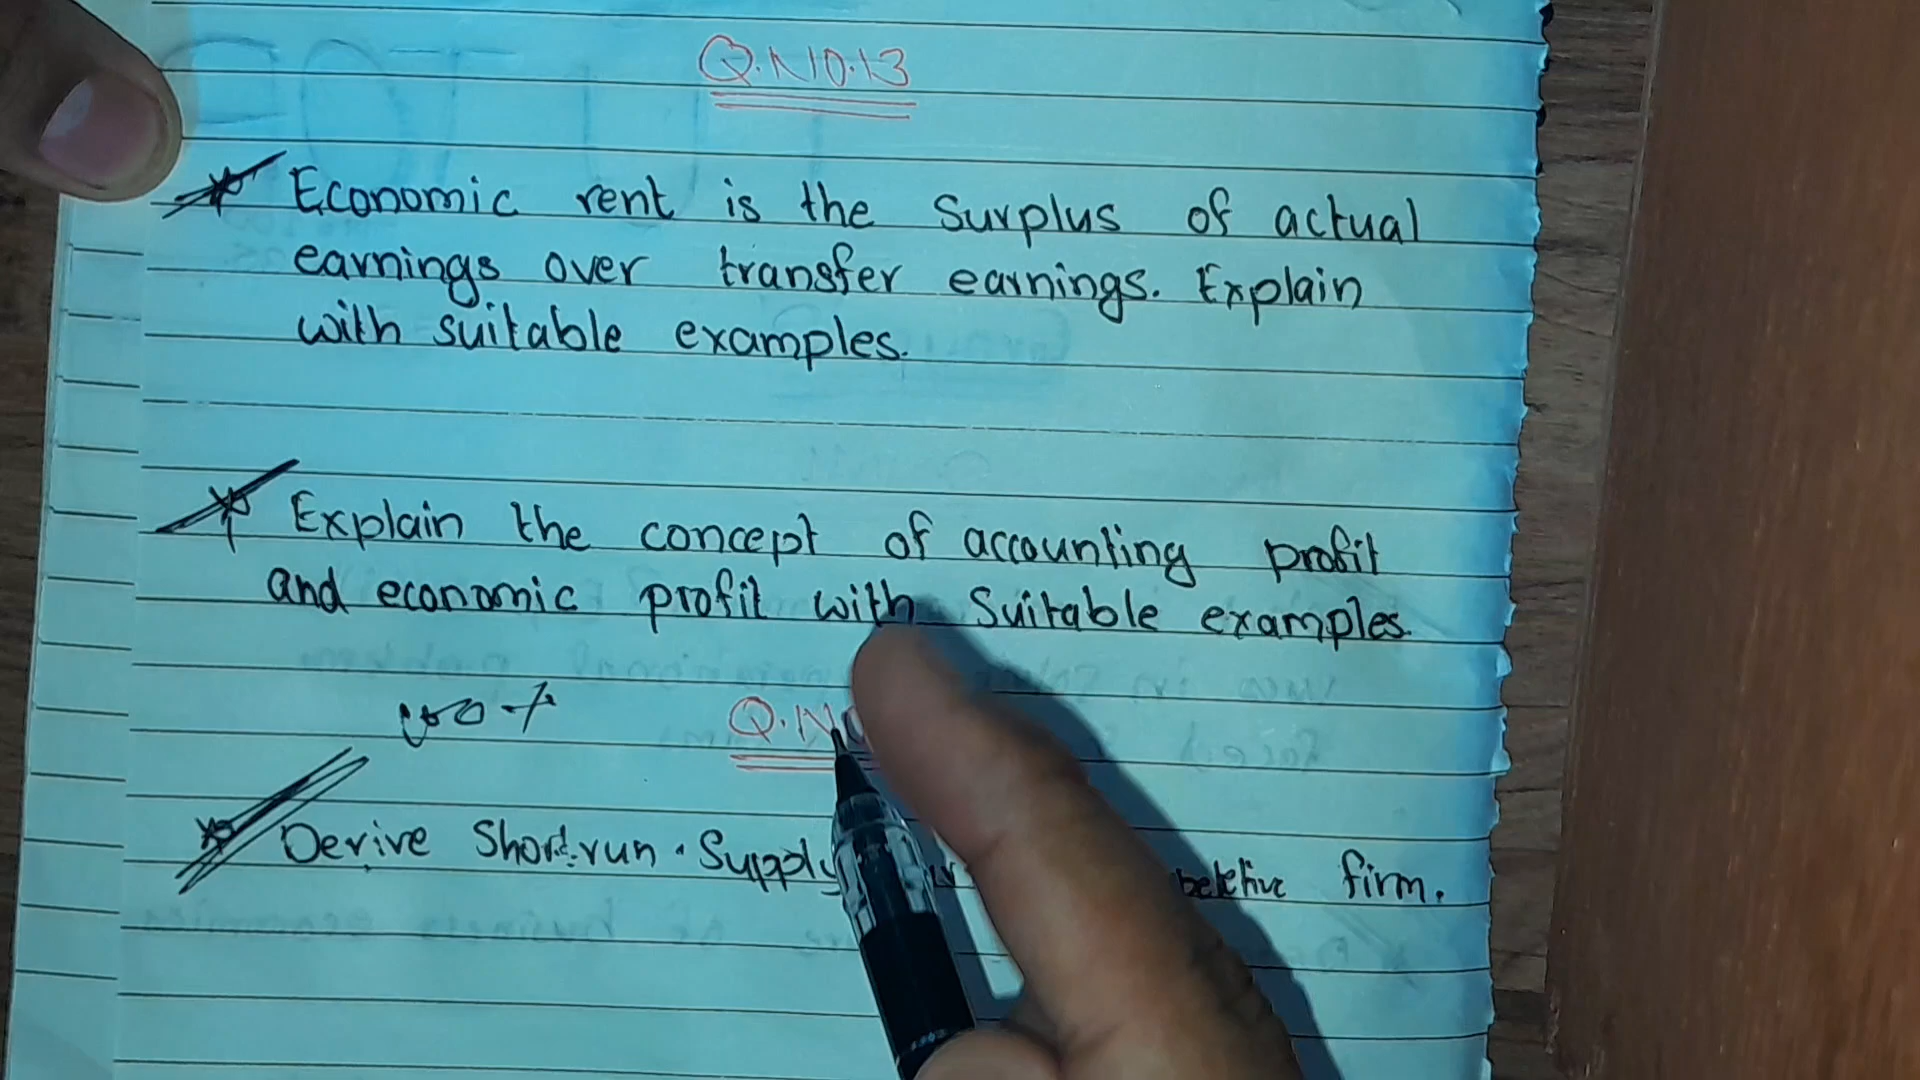 Q.NO.13
Economic rent is the surplus of actual
earnings over transfer earnings. Explain
with suitable examples.
Explain the concept of accounting profit
and economic profit with Suitable examples.
Q.NO
Derive Short-run Supply firm.